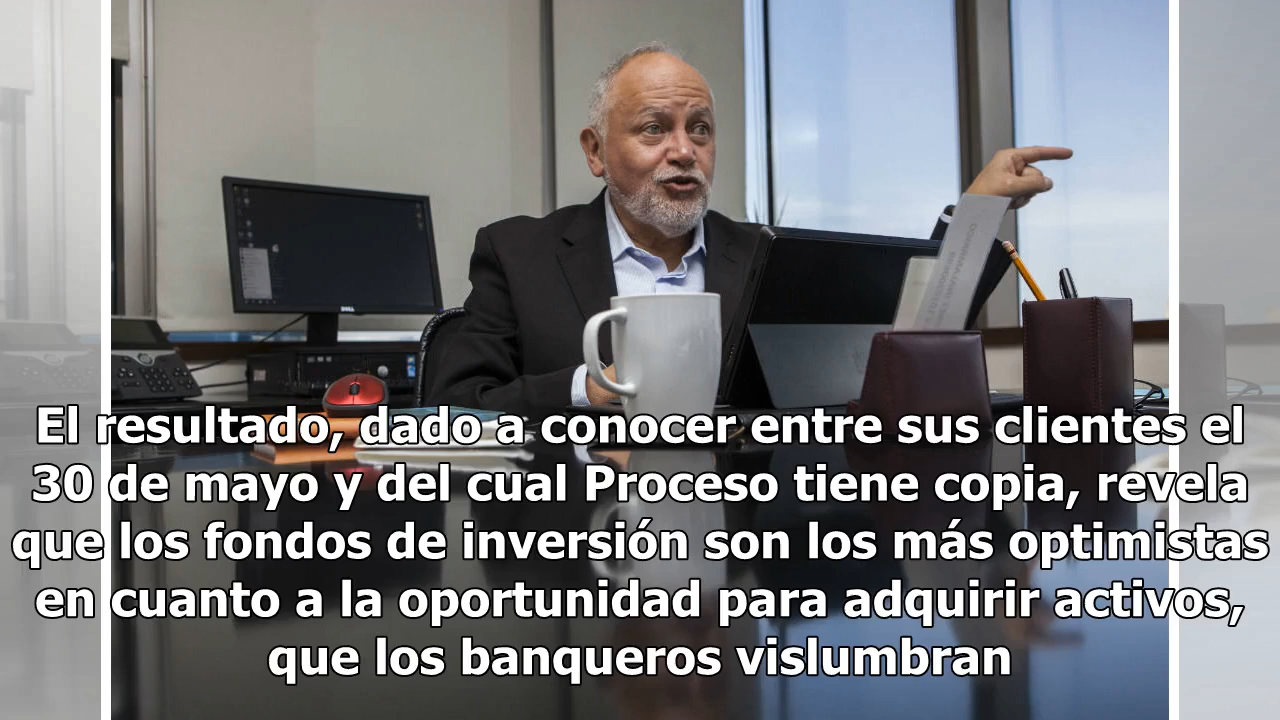 DELL
El resultado, dado a conocer entre sus clientes el
30 de mayo y del cual Proceso tiene copia, revela
que los fondos de inversión son los más optimistas
en cuanto a la oportunidad para adquirir activos,
que los banqueros vislumbran